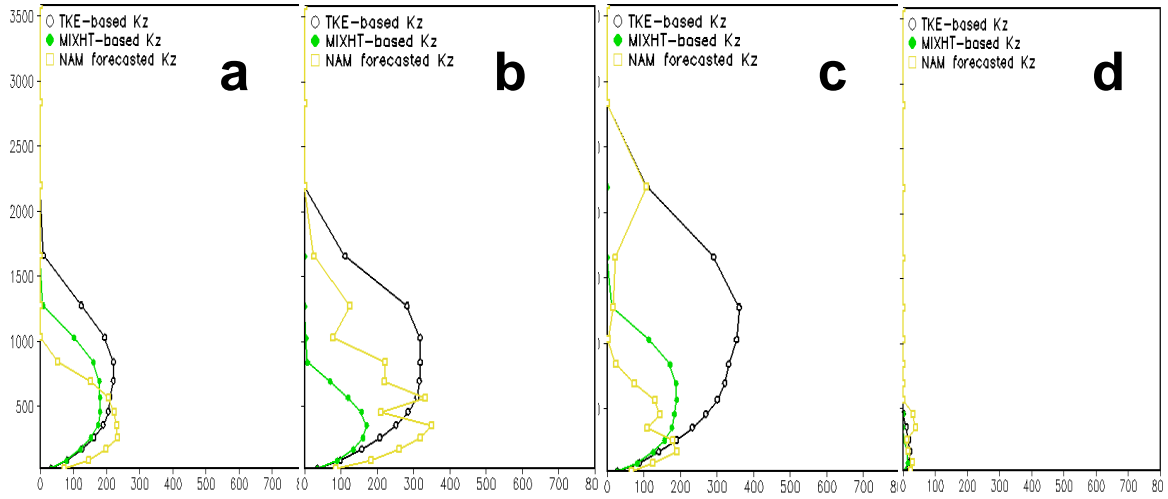 3500
3000
2500
2000
1500
1000
500
TKE-based Kz
MIXHT-based Kz
NAM forecasted Kz
a
0 100 200 300 400 500 600 700
TKE-based Kz
MIXHT-based Kz
NAM forecasted Kz
b
0 100 200 300 400 500 600 700 80
TKE-based Kz
MIXHT-based Kz
NAM forecasted Kz
c
0 100 200 300 400 500 600 700 80
TKE-based Kz
MIXHT-based Kz
NAM forecasted Kz
d
0 100 200 300 400 500 600 700 80